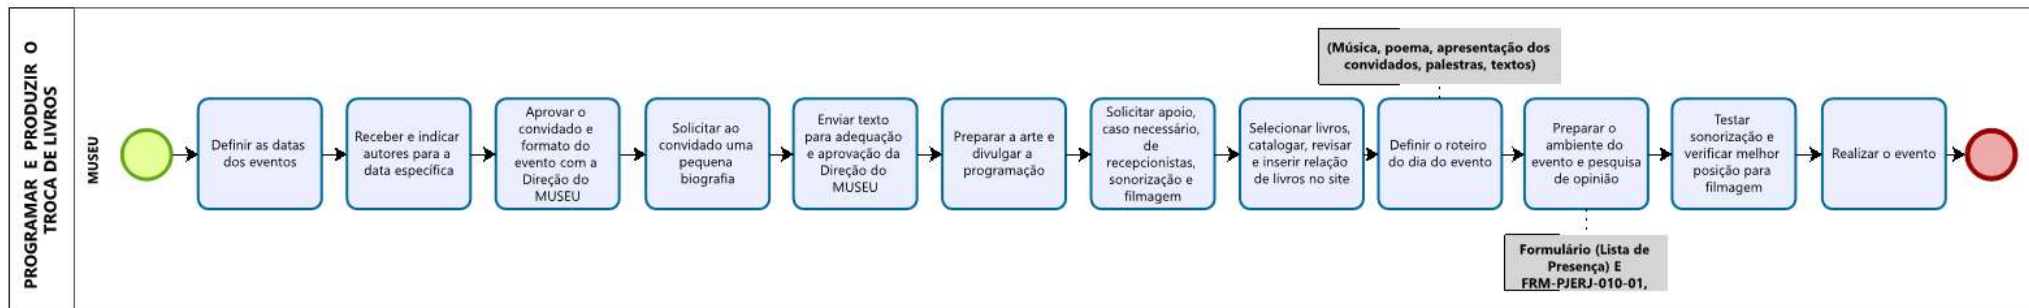 PROGRAMAR E PRODUZIR O
TROCA DE LIVROS
MUSEU
Definir as datas
dos eventos
Receber e indicar
autores para a
data específica
Aprovar o
convidado e
formato do
evento com a
Direção do
MUSEU
Solicitar ao
convidado uma
pequena
biografia
Enviar texto
para adequação
e aprovação da
Direção do
MUSEU
Preparar a arte e
divulgar a
programação
Solicitar apoio,
caso necessário,
de
recepcionistas,
sonorização e
filmagem
Selecionar livros,
catalogar, revisar
e inserir relação
de livros no site
(Música, poema, apresentação dos
convidados, palestras, textos)
Definir o roteiro
do dia do evento
Preparar o
ambiente do
evento e pesquisa
de opinião
Formulário (Lista de
Presença) E
FRM-PJERJ-010-01,
Testar
sonorização e
verificar melhor
posição para
filmagem
Realizar o evento